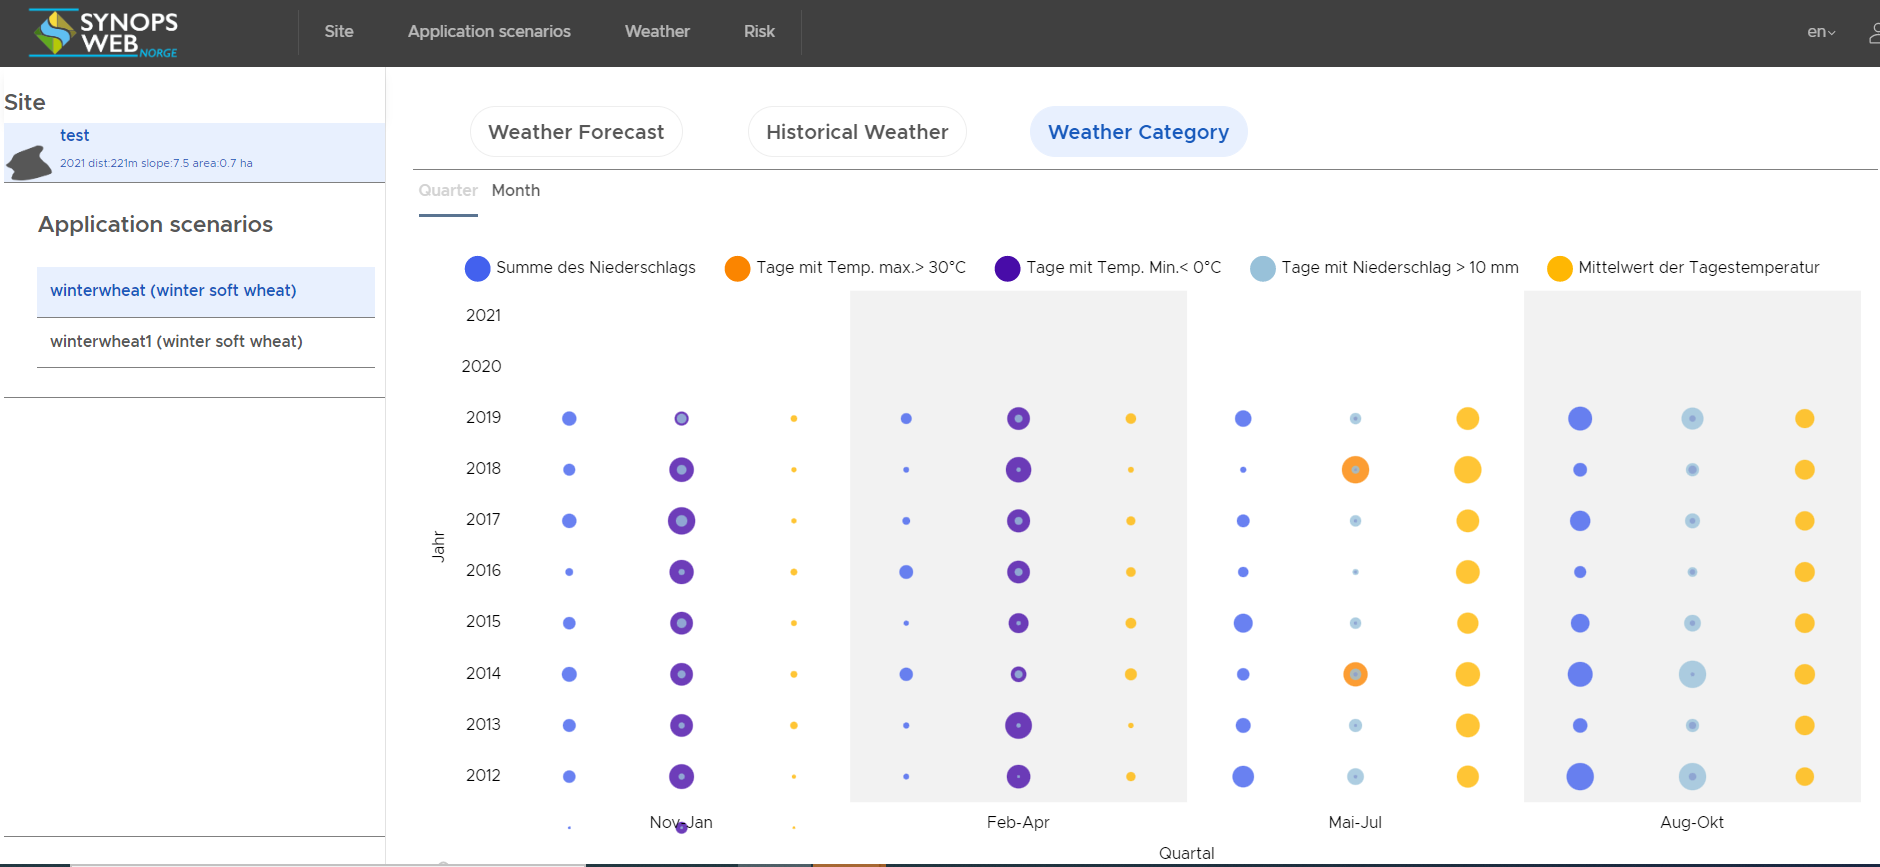 SYNOPS
WEB NORGE
Site
Application scenarios
Weather
Risk
en
Site
test
2021 dist:221m slope:7.5 area:0.7 ha
Application scenarios
winterwheat (winter soft wheat)
winterwheat1 (winter soft wheat)
Weather Forecast
Historical Weather
Weather Category
Quarter
Month
Summe des Niederschlags
Tage mit Temp. max.> 30°C
Tage mit Temp. Min.< 0°C
Tage mit Niederschlag > 10 mm
Mittelwert der Tagestemperatur
Jahr
2021
2020
2019
2018
2017
2016
2015
2014
2013
2012
Nov-Jan
Feb-Apr
Mai-Jul
Aug-Okt
Quartal